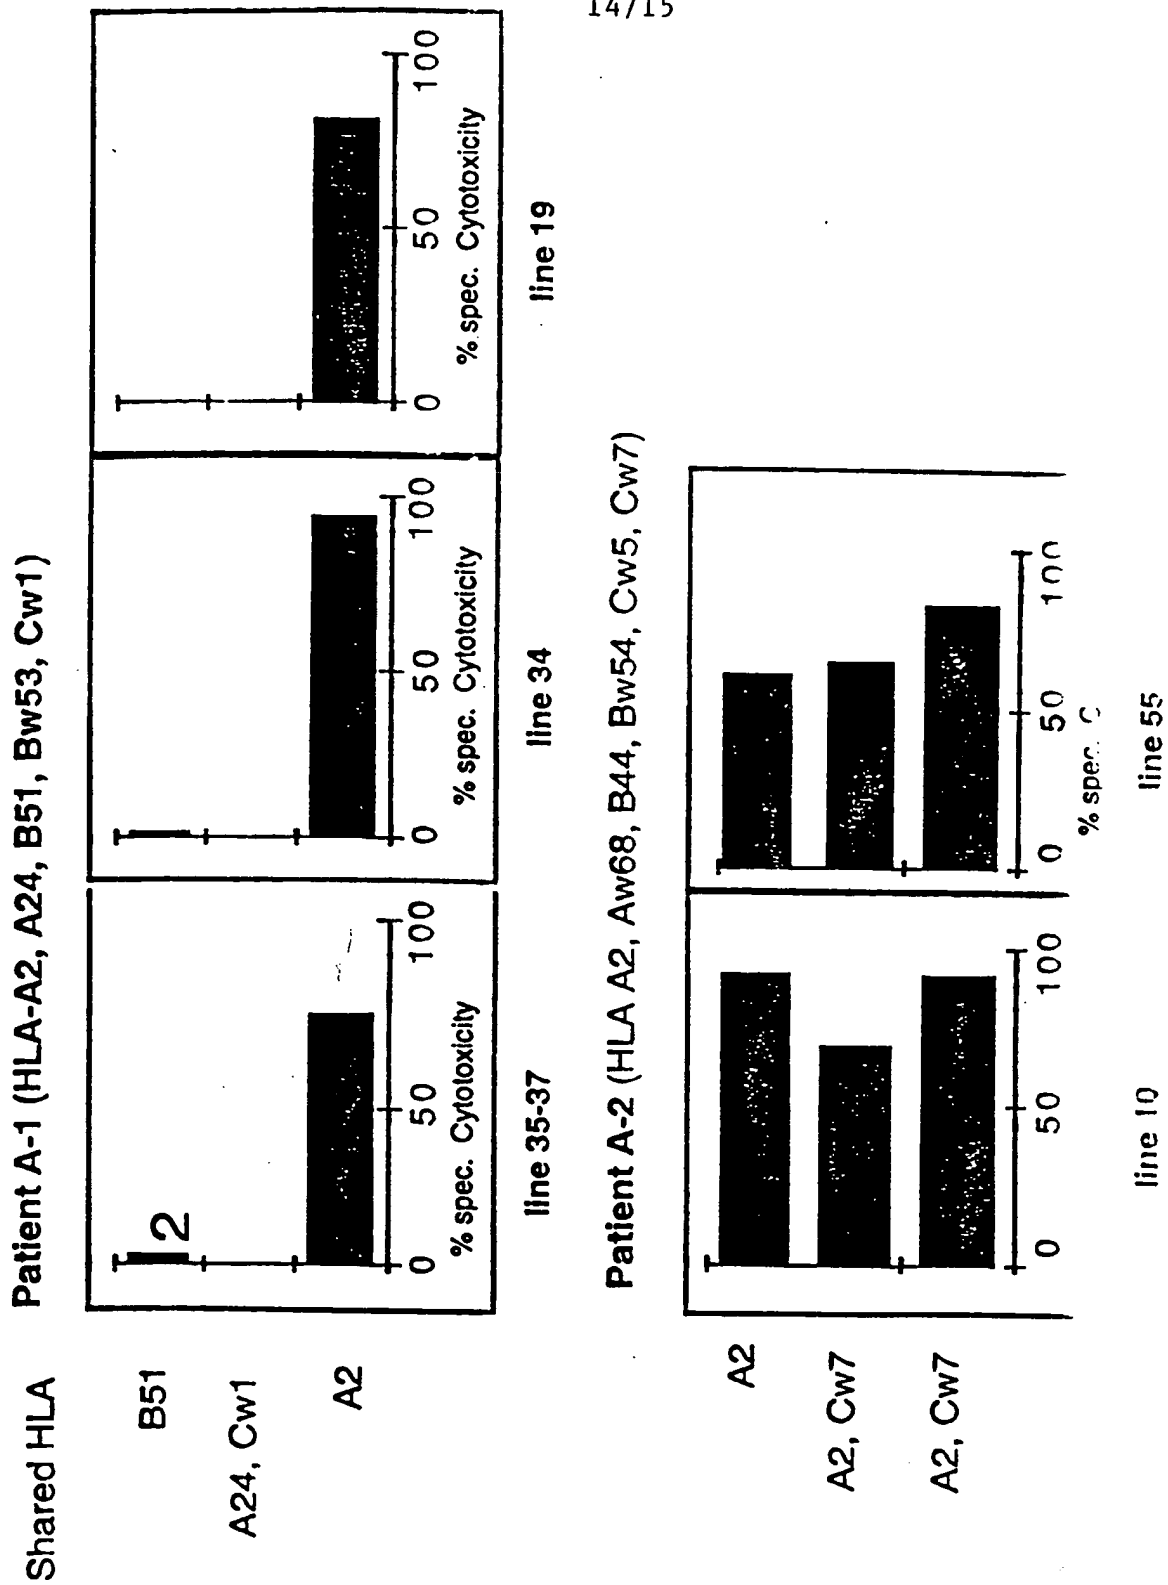 14/15
Shared HLA
Patient A-1 (HLA-A2, A24, B51, Bw53, Cw1)
B51
A24, Cw1
A2
2
0 50 100
% spec. Cytotoxicity
line 35-37
0 50 100
% spec. Cytotoxicity
line 34
0 50 100
% spec. Cytotoxicity
line 19
Patient A-2 (HLA A2, Aw68, B44, Bw54, Cw5, Cw7)
A2
A2, Cw7
A2, Cw7
0 50 100
line 10
0 50 100
% spec. C
line 55